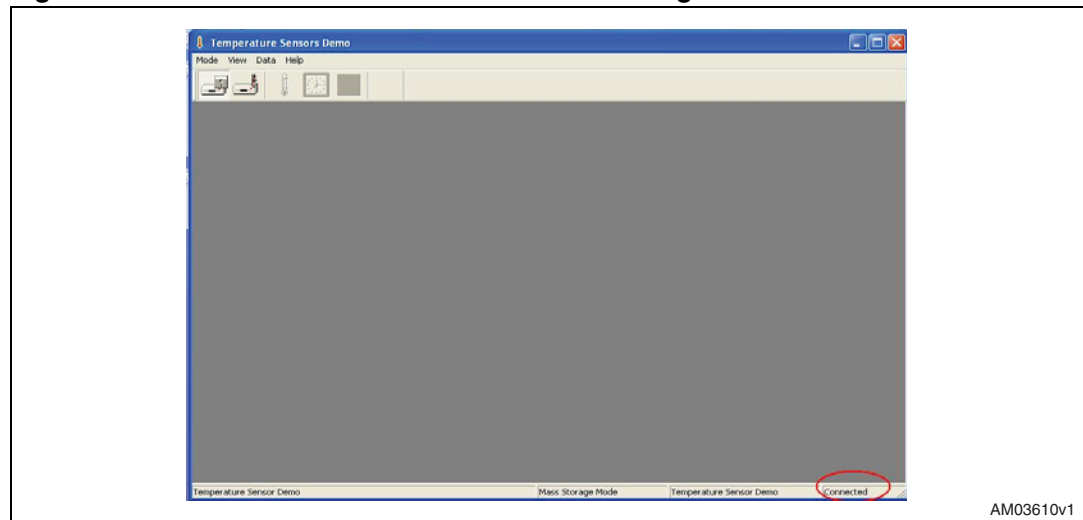 Temperature Sensors Demo
Mode View Data Help
Temperature Sensor Demo
Mass Storage Mode
Temperature Sensor Demo
Connected
AM03610v1